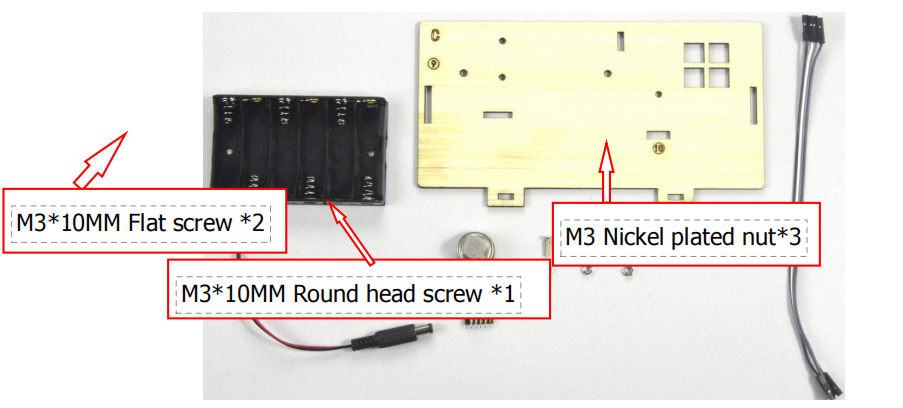 C
9
10
M3*10MM Flat screw *2
M3 Nickel plated nut*3
M3*10MM Round head screw *1